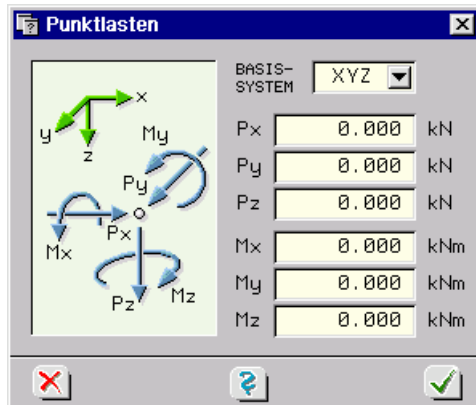 Punktlasten
BASIS-
SYSTEM
XYZ
x
y
z
My
Py
Px
Mx
Pz
Mz
Px 0.000 kN
Py 0.000 kN
Pz 0.000 kN
Mx 0.000 kNm
My 0.000 kNm
Mz 0.000 kNm